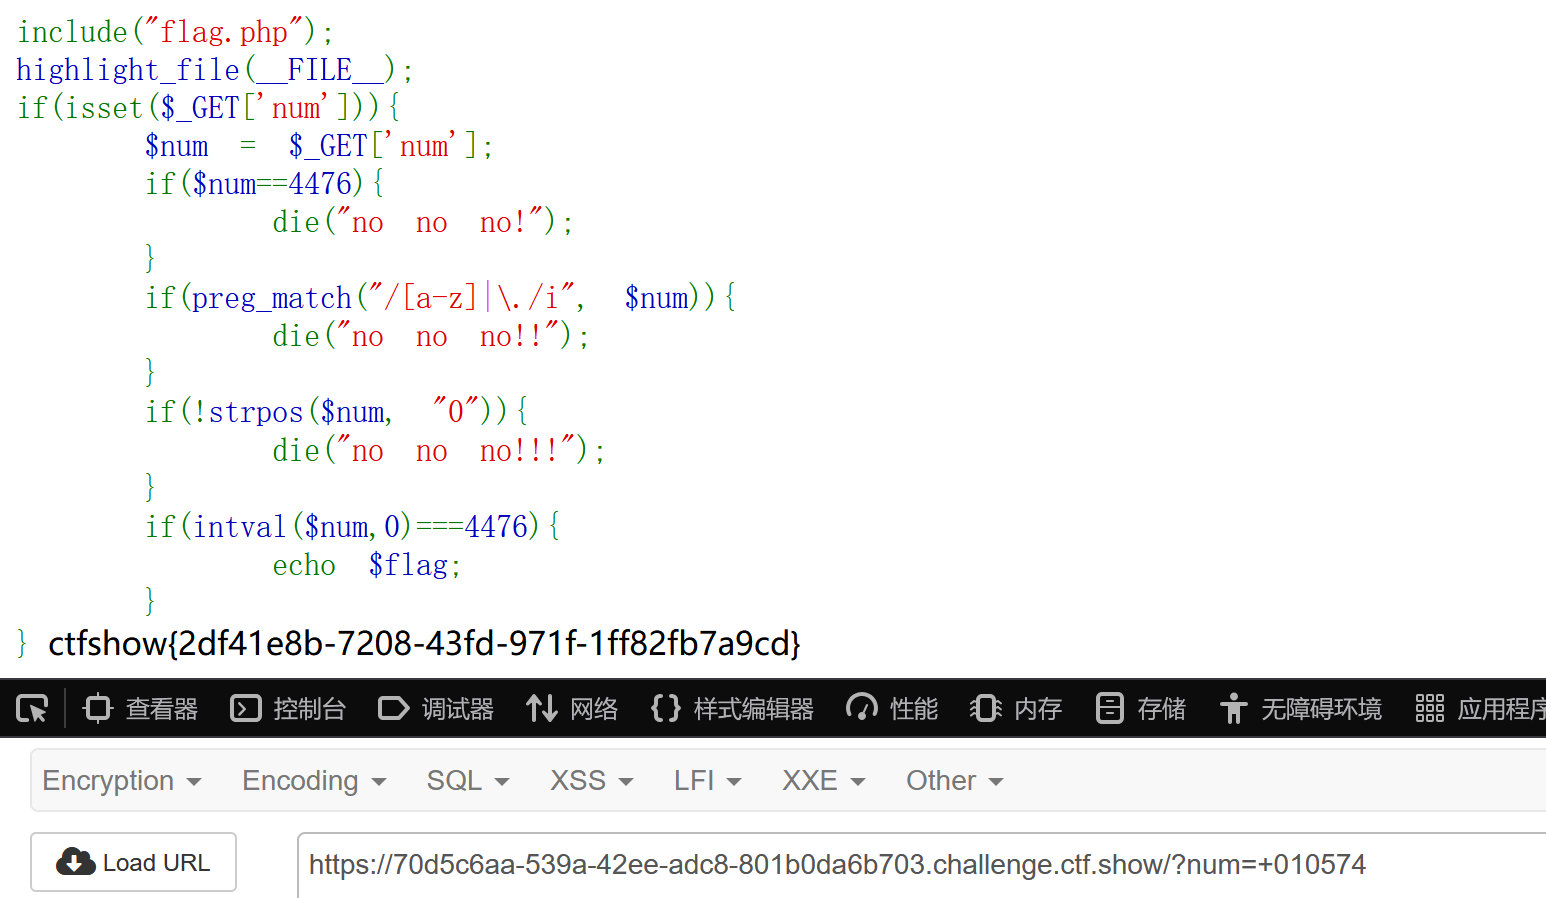 include("flag.php");
highlight_file(__FILE__);
if(isset($_GET['num'])){
$num = $_GET['num'];
if($num==4476){
die("no no no!");
}
if(preg_match("/[a-z]|\./i", $num)){
die("no no no!!");
}
if(!strpos($num, "0")){
die("no no no!!!");
}
if(intval($num,0)===4476){
echo $flag;
}
} ctfshow{2df41e8b-7208-43fd-971f-1ff82fb7a9cd}
查看器 控制台 调试器 网络 样式编辑器 性能 内存 存储 无障碍环境 应用程序
Encryption Encoding SQL XSS LFI XXE Other
Load URL https://70d5c6aa-539a-42ee-adc8-801b0da6b703.challenge.ctf.show/?num=+010574